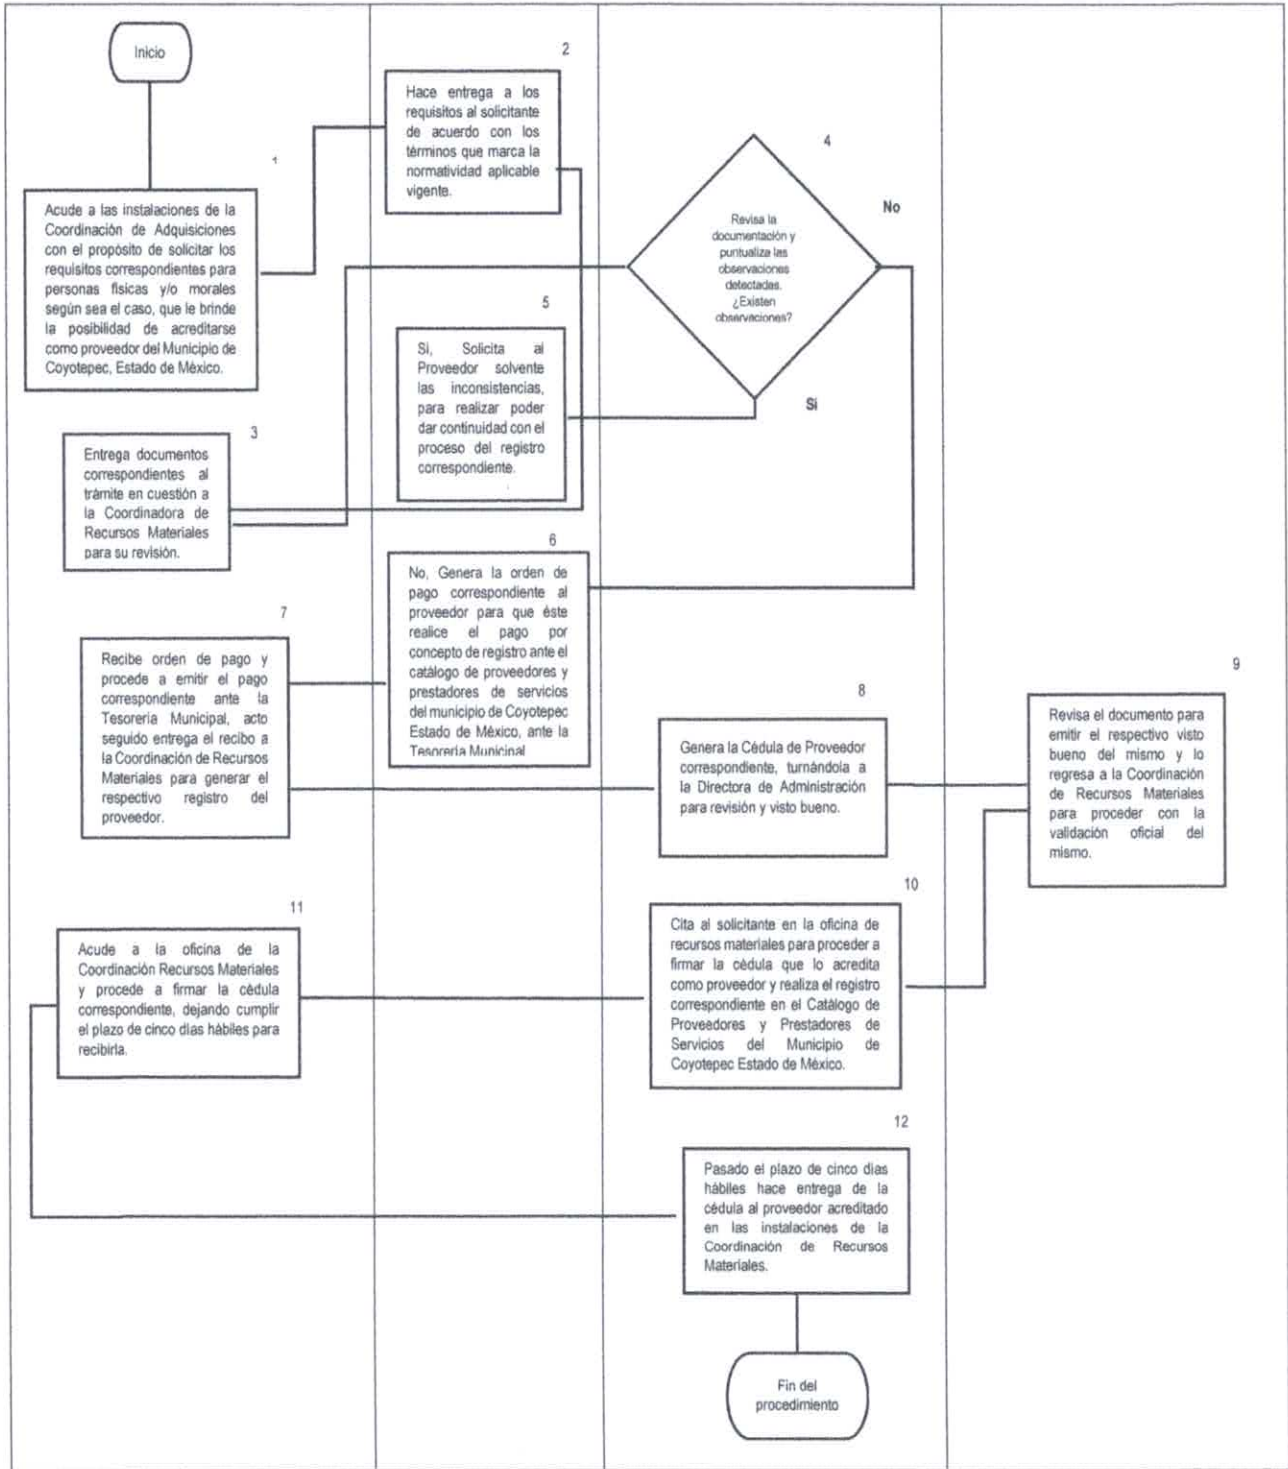 Inicio
1
Acude a las instalaciones de la
Coordinación de Adquisiciones
con el propósito de solicitar los
requisitos correspondientes para
personas físicas y/o morales
según sea el caso, que le brinde
la posibilidad de acreditarse
como proveedor del Municipio de
Coyotepec, Estado de México.
2
Hace entrega a los
requisitos al solicitante
de acuerdo con los
términos que marca la
normatividad aplicable
vigente.
3
Entrega documentos
correspondientes al
trámite en cuestión a
la Coordinadora de
Recursos Materiales
para su revisión.
4
Revisa la
documentación y
puntualiza las
observaciones
detectadas.
¿Existen
observaciones?
No
Si
5
Si, Solicita al
Proveedor solvente
las inconsistencias,
para realizar poder
dar continuidad con el
proceso del registro
correspondiente.
6
No, Genera la orden de
pago correspondiente al
proveedor para que éste
realice el pago por
concepto de registro ante el
catálogo de proveedores y
prestadores de servicios
del municipio de Coyotepec
Estado de México, ante la
Tesorería Municipal
7
Recibe orden de pago y
procede a emitir el pago
correspondiente ante la
Tesorería Municipal, acto
seguido entrega el recibo a
la Coordinación de Recursos
Materiales para generar el
respectivo registro del
proveedor.
8
Genera la Cédula de Proveedor
correspondiente, turnándola a
la Directora de Administración
para revisión y visto bueno.
9
Revisa el documento para
emitir el respectivo visto
bueno del mismo y lo
regresa a la Coordinación
de Recursos Materiales
para proceder con la
validación oficial del
mismo.
10
Cita al solicitante en la oficina de
recursos materiales para proceder a
firmar la cédula que lo acredita
como proveedor y realiza el registro
correspondiente en el Catálogo de
Proveedores y Prestadores de
Servicios del Municipio de
Coyotepec Estado de México.
11
Acude a la oficina de la
Coordinación Recursos Materiales
y procede a firmar la cédula
correspondiente, dejando cumplir
el plazo de cinco días hábiles para
recibirla.
12
Pasado el plazo de cinco días
hábiles hace entrega de la
cédula al proveedor acreditado
en las instalaciones de la
Coordinación de Recursos
Materiales.
Fin del
procedimiento